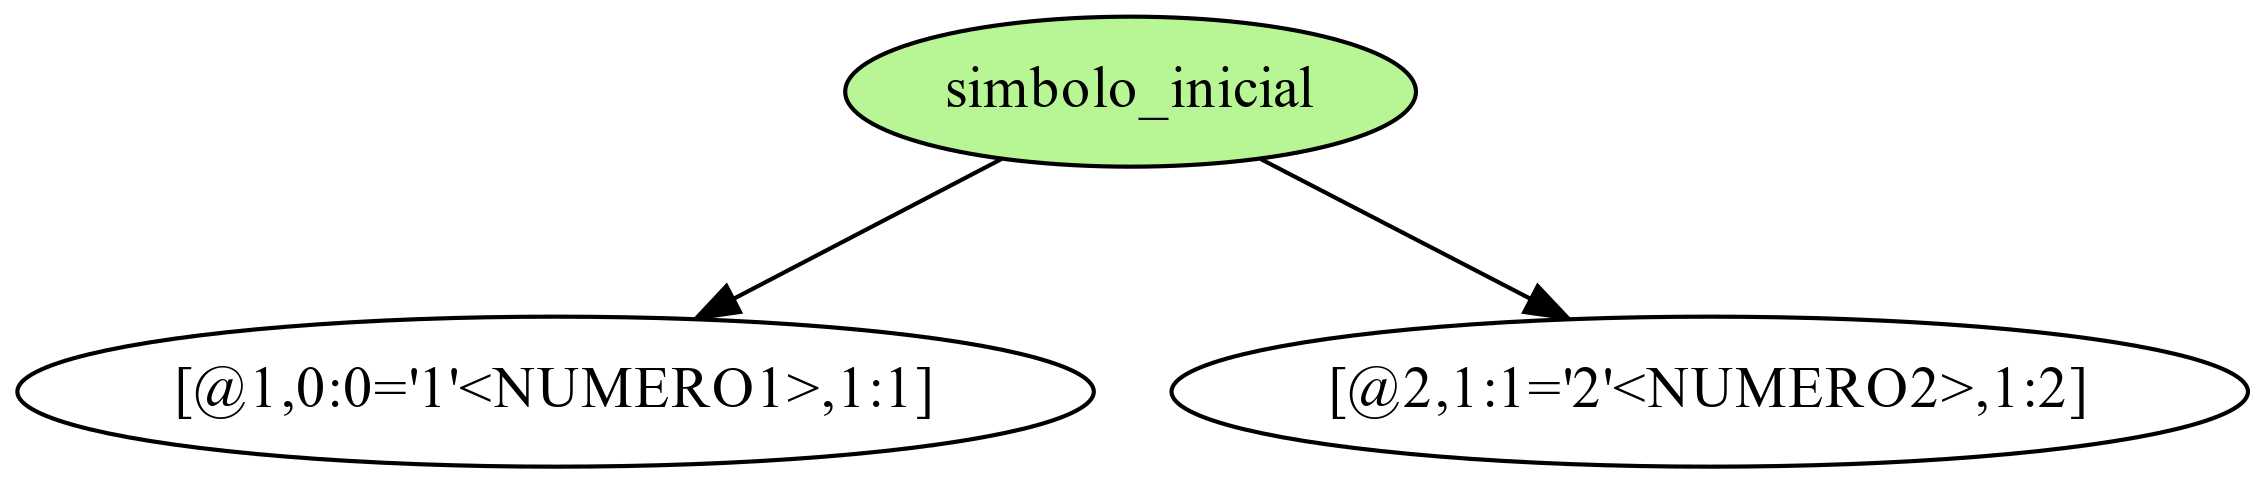 simbolo_inicial
[@1,0:0='1'<NUMERO1>,1:1]
[@2,1:1='2'<NUMERO2>,1:2]